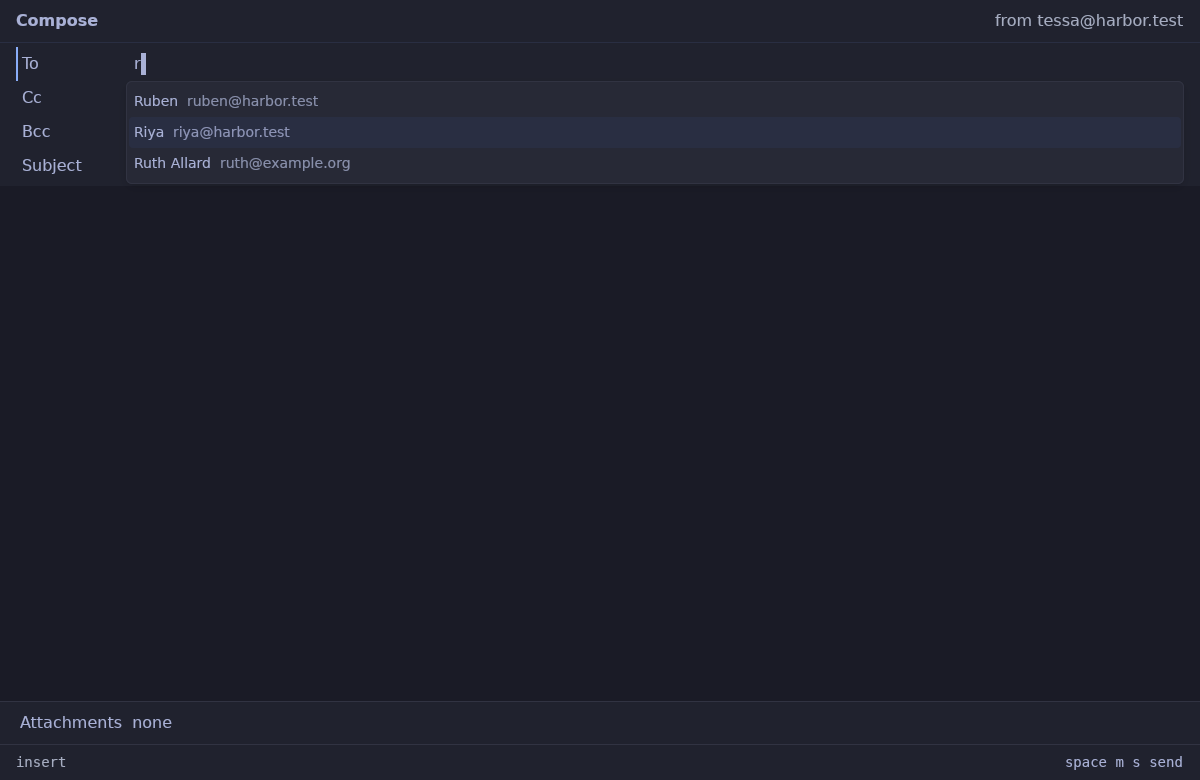 Compose from tessa@harbor.test
To r
Ruben ruben@harbor.test
Cc
Riya riya@harbor.test
Bcc
Ruth Allard ruth@example.org
Subject
Attachments none
insert space m s send